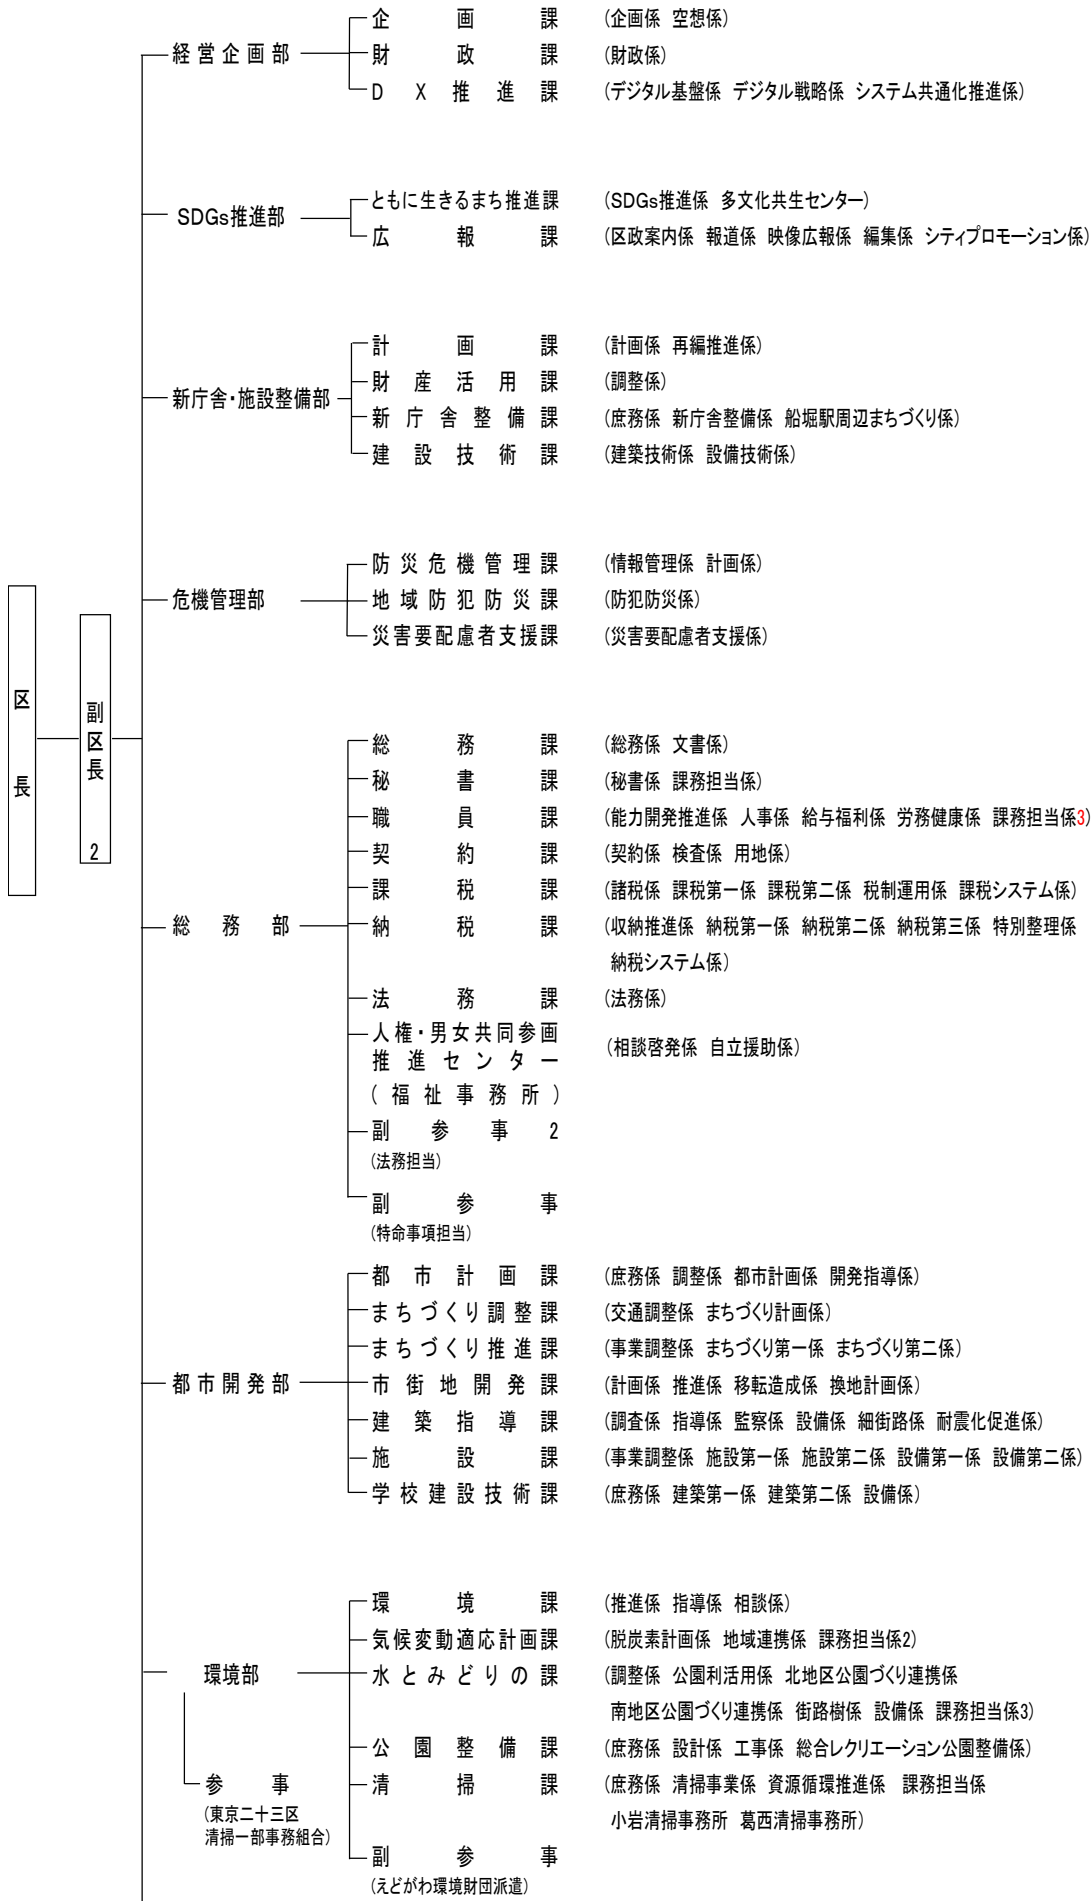 区長
副区長 2
経営企画部
企画課 (企画係 空想係)
財政課 (財政係)
DX推進課 (デジタル基盤係 デジタル戦略係 システム共通化推進係)
SDGs推進部
ともに生きるまち推進課 (SDGs推進係 多文化共生センター)
広報課 (区政案内係 報道係 映像広報係 編集係 シティプロモーション係)
新庁舎・施設整備部
計画課 (計画係 再編推進係)
財産活用課 (調整係)
新庁舎整備課 (庶務係 新庁舎整備係 船堀駅周辺まちづくり係)
建設技術課 (建築技術係 設備技術係)
危機管理部
防災危機管理課 (情報管理係 計画係)
地域防犯防災課 (防犯防災係)
災害要配慮者支援課 (災害要配慮者支援係)
総務部
総務課 (総務係 文書係)
秘書課 (秘書係 課務担当係)
職員課 (能力開発推進係 人事係 給与福利係 労務健康係 課務担当係3)
契約課 (契約係 検査係 用地係)
課税課 (諸税係 課税第一係 課税第二係 税制運用係 課税システム係)
納税課 (収納推進係 納税第一係 納税第二係 納税第三係 特別整理係
納税システム係)
法務課 (法務係)
人権・男女共同参画
推進センター (相談啓発係 自立援助係)
(福祉事務所)
副参事2
(法務担当)
副参事
(特命事項担当)
都市開発部
都市計画課 (庶務係 調整係 都市計画係 開発指導係)
まちづくり調整課 (交通調整係 まちづくり計画係)
まちづくり推進課 (事業調整係 まちづくり第一係 まちづくり第二係)
市街地開発課 (計画係 推進係 移転造成係 換地計画係)
建築指導課 (調査係 指導係 監察係 設備係 細街路係 耐震化促進係)
施設課 (事業調整係 施設第一係 施設第二係 設備第一係 設備第二係)
学校建設技術課 (庶務係 建築第一係 建築第二係 設備係)
環境部
環境課 (推進係 指導係 相談係)
気候変動適応計画課 (脱炭素計画係 地域連携係 課務担当係2)
水とみどりの課 (調整係 公園利活用係 北地区公園づくり連携係
南地区公園づくり連携係 街路樹係 設備係 課務担当係3)
公園整備課 (庶務係 設計係 工事係 総合レクリエーション公園整備係)
清掃課 (庶務係 清掃事業係 資源循環推進係 課務担当係
小岩清掃事務所 葛西清掃事務所)
副参事
(えどがわ環境財団派遣)
参事
(東京二十三区
清掃一部事務組合)